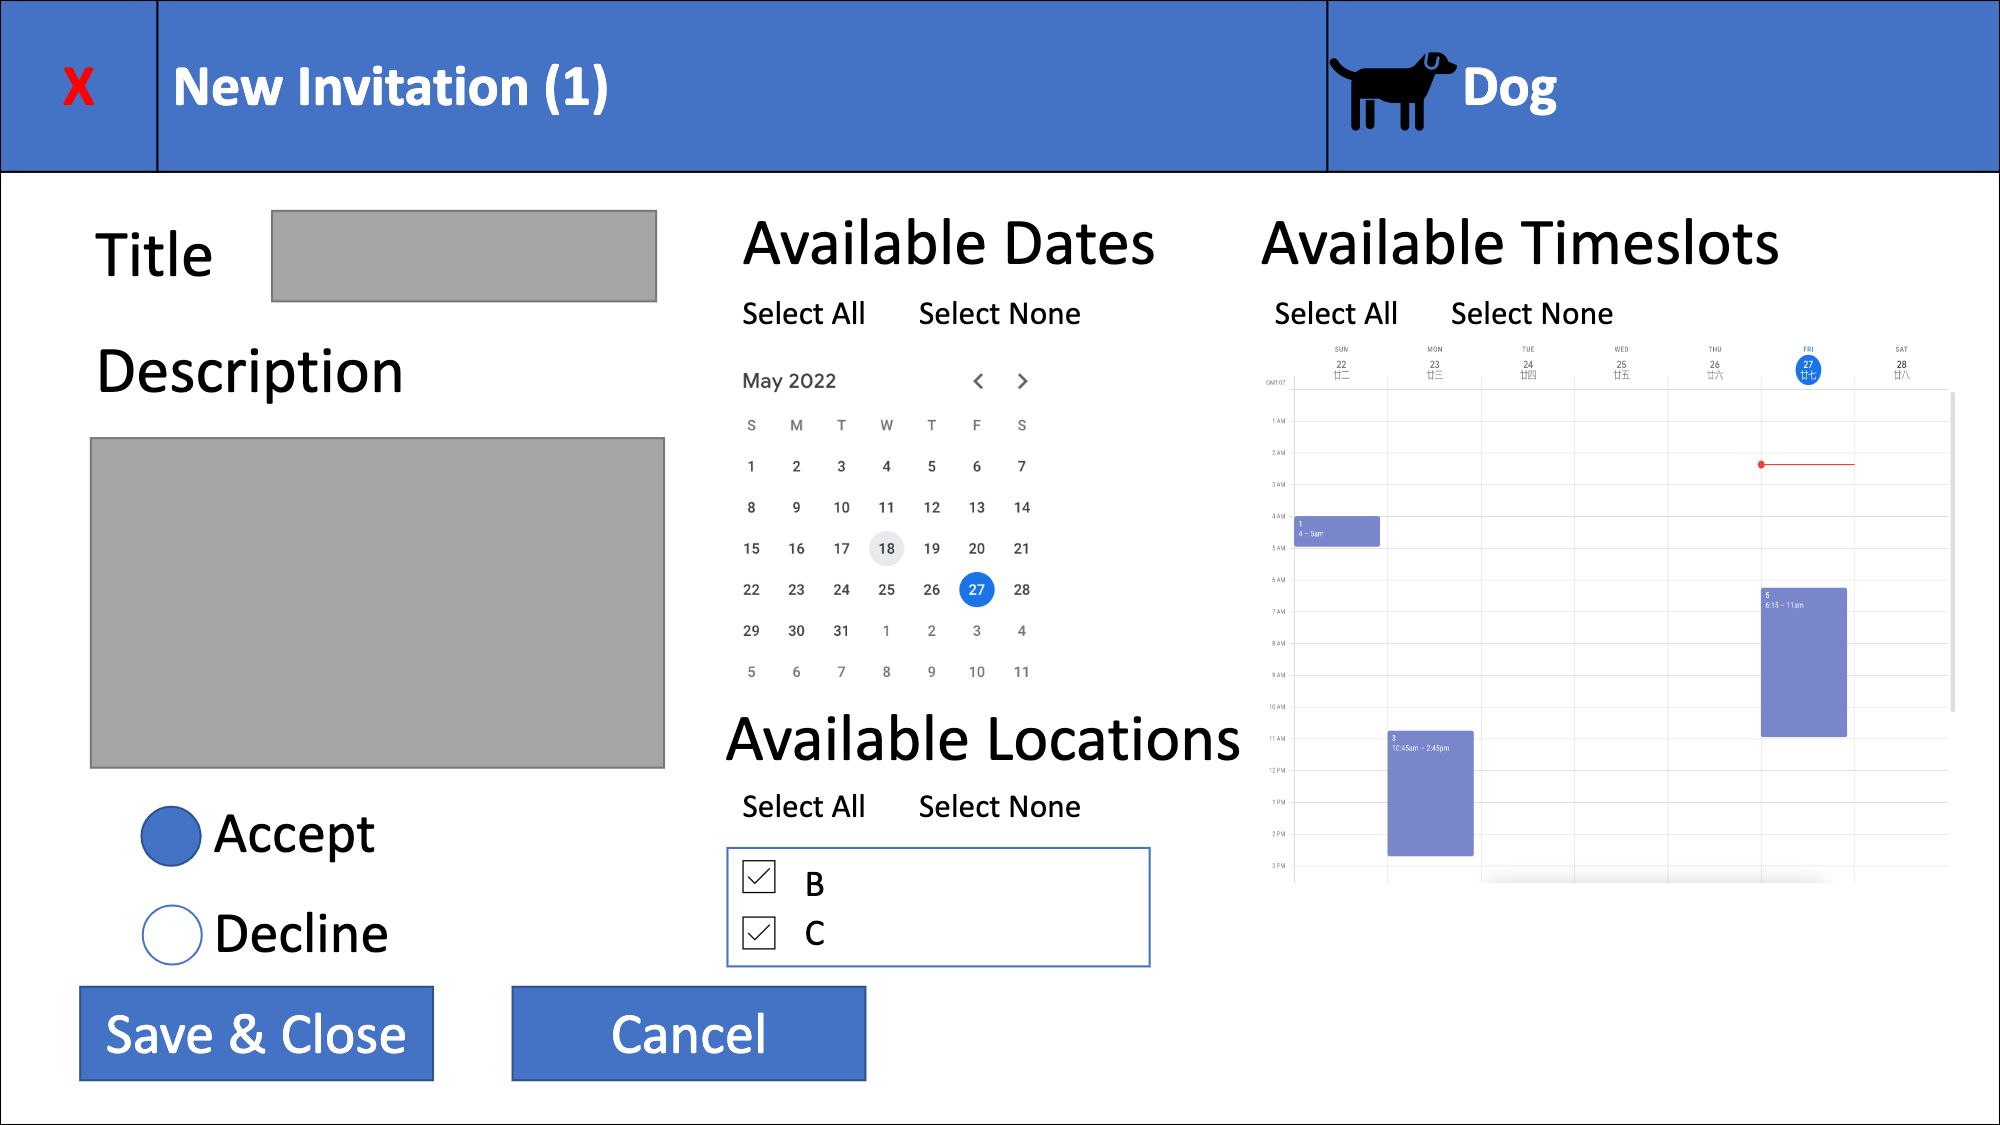 X
New Invitation (1)
Dog
Title
Description
Accept
Decline
Save & Close
Cancel
Available Dates
Select All Select None
May 2022
S M T W T F S
1 2 3 4 5 6 7
8 9 10 11 12 13 14
15 16 17 18 19 20 21
22 23 24 25 26 27 28
29 30 31 1 2 3 4
5 6 7 8 9 10 11
Available Locations
Select All Select None
B
C
Available Timeslots
Select All Select None
SUN MON TUE WED THU FRI SAT
22 23 24 25 26 27 28
廿二 廿三 廿四 廿五 廿六 廿七 廿八
GMT-07
1 AM
2 AM
3 AM
4 AM
5 AM
6 AM
7 AM
8 AM
9 AM
10 AM
11 AM
12 PM
1 PM
2 PM
3 PM
1
4 – 5am
3
10:45am – 2:45pm
5
6:15 – 11am